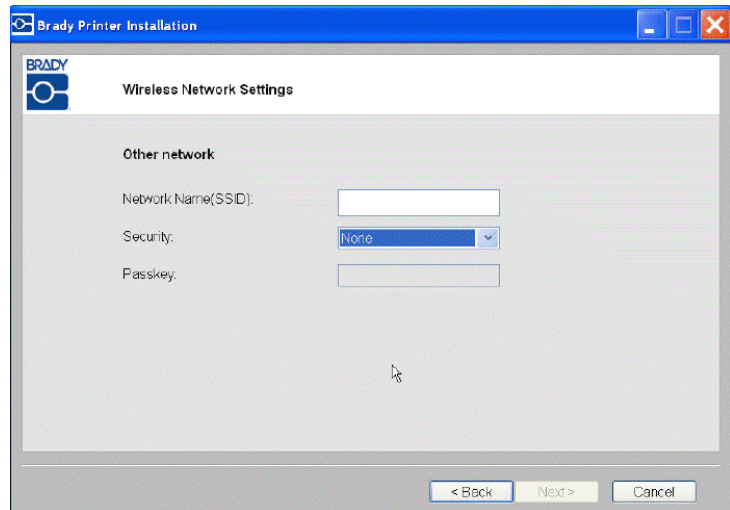 Brady Printer Installation
BRADY
Wireless Network Settings
Other network
Network Name(SSID):
Security:
None
Passkey:
< Back
Next >
Cancel